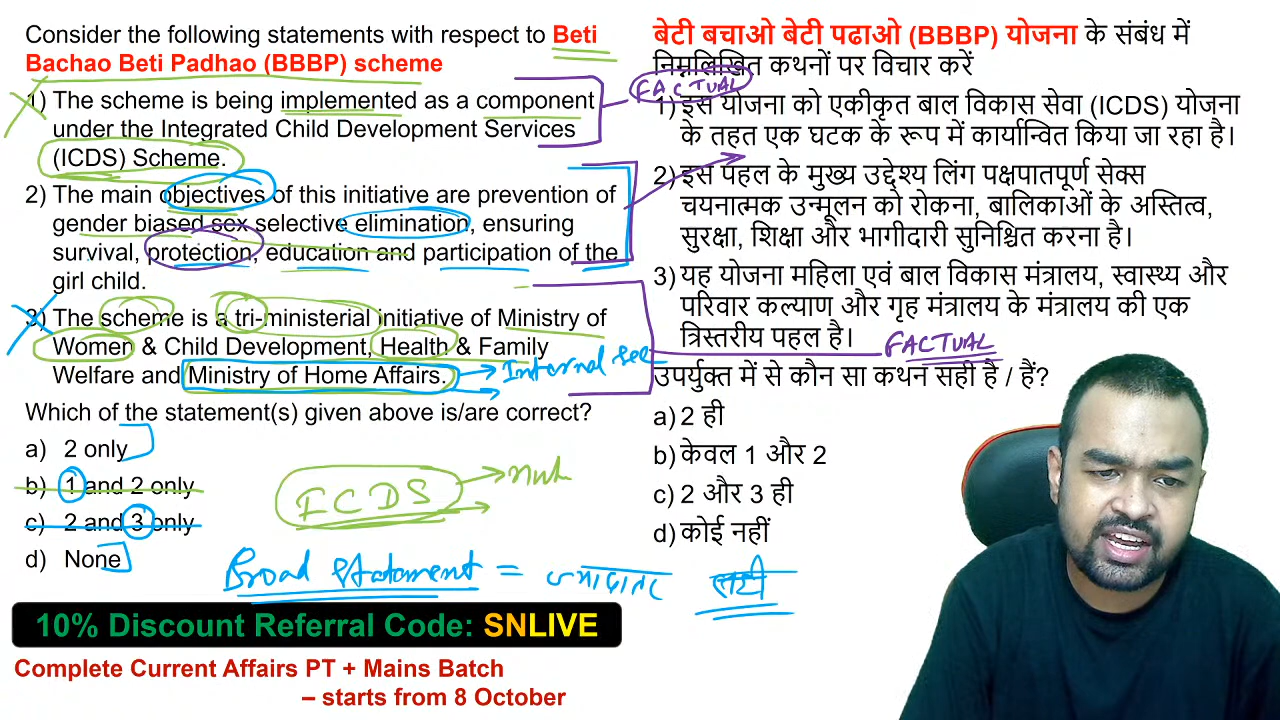 Consider the following statements with respect to Beti
Bachao Beti Padhao (BBBP) scheme
1) The scheme is being implemented as a component
under the Integrated Child Development Services
(ICDS) Scheme.
2) The main objectives of this initiative are prevention of
gender biased sex selective elimination, ensuring
survival, protection, education and participation of the
girl child.
3) The scheme is a tri-ministerial initiative of Ministry of
Women & Child Development, Health & Family
Welfare and Ministry of Home Affairs.
Internal Sec
Which of the statement(s) given above is/are correct?
a) 2 only
b) 1 and 2 only
c) 2 and 3 only
d) None
ICDS
Broad Statement = ज्यादातर सही
FACTUAL
बेटी बचाओ बेटी पढाओ (BBBP) योजना के संबंध में
निम्नलिखित कथनों पर विचार करें
1) इस योजना को एकीकृत बाल विकास सेवा (ICDS) योजना
के तहत एक घटक के रूप में कार्यान्वित किया जा रहा है।
2) इस पहल के मुख्य उद्देश्य लिंग पक्षपातपूर्ण सेक्स
चयनात्मक उन्मूलन को रोकना, बालिकाओं के अस्तित्व,
सुरक्षा, शिक्षा और भागीदारी सुनिश्चित करना है।
3) यह योजना महिला एवं बाल विकास मंत्रालय, स्वास्थ्य और
परिवार कल्याण और गृह मंत्रालय के मंत्रालय की एक
त्रिस्तरीय पहल है।
FACTUAL
उपर्युक्त में से कौन सा कथन सही है / हैं?
a) 2 ही
b) केवल 1 और 2
c) 2 और 3 ही
d) कोई नहीं
10% Discount Referral Code: SNLIVE
Complete Current Affairs PT + Mains Batch
– starts from 8 October